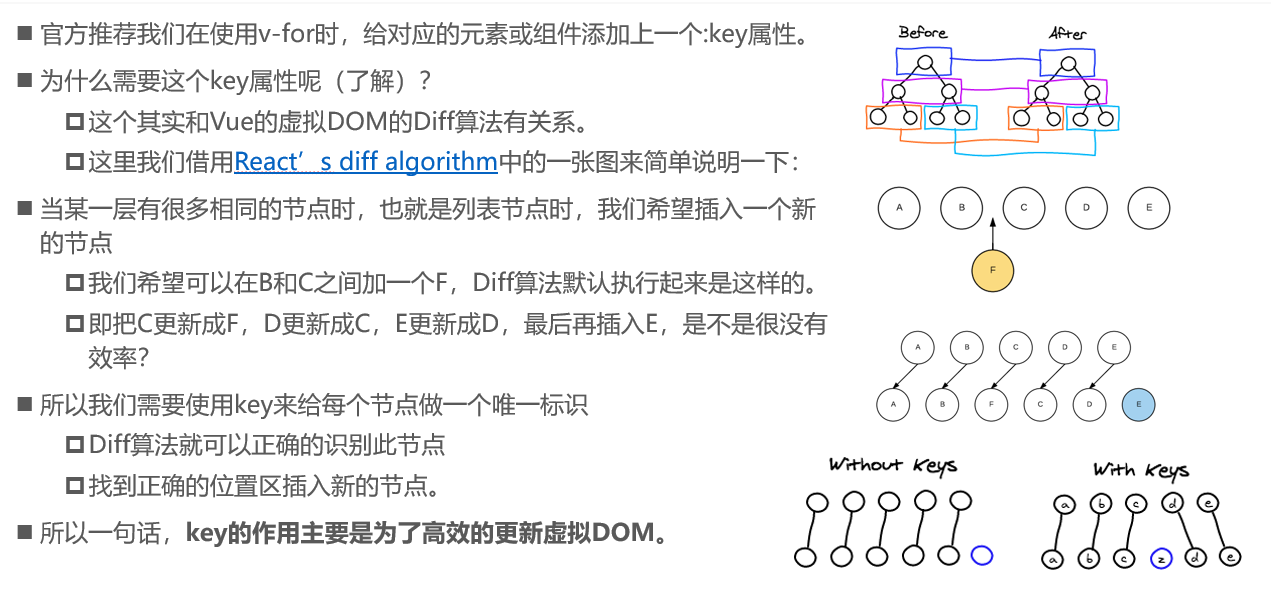 官方推荐我们在使用v-for时，给对应的元素或组件添加上一个:key属性。
为什么需要这个key属性呢（了解）？
这个其实和Vue的虚拟DOM的Diff算法有关系。
这里我们借用React’s diff algorithm中的一张图来简单说明一下：
当某一层有很多相同的节点时，也就是列表节点时，我们希望插入一个新
的节点
我们希望可以在B和C之间加一个F，Diff算法默认执行起来是这样的。
即把C更新成F，D更新成C，E更新成D，最后再插入E，是不是很没有
效率？
所以我们需要使用key来给每个节点做一个唯一标识
Diff算法就可以正确的识别此节点
找到正确的位置区插入新的节点。
所以一句话，key的作用主要是为了高效的更新虚拟DOM。
Before After
A B C D E
F
A B C D E
A B F C D E
Without Keys
With Keys
a b c d e
a b c z d e